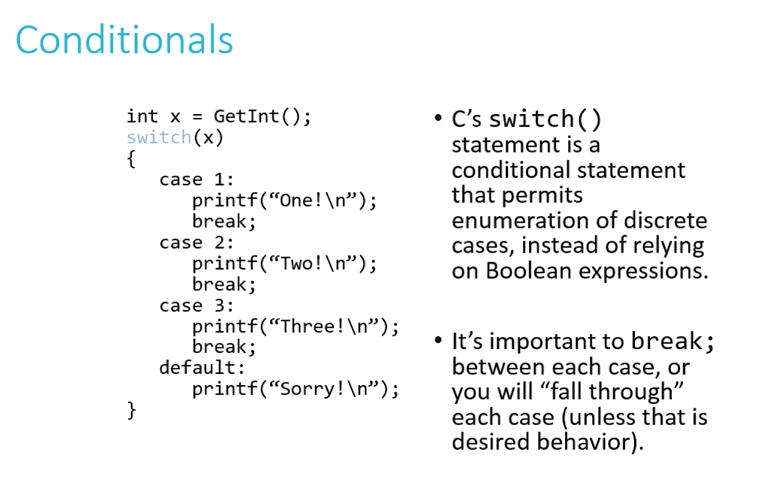 Conditionals
int x = GetInt();
switch(x)
{
case 1:
printf(“One!\n”);
break;
case 2:
printf(“Two!\n”);
break;
case 3:
printf(“Three!\n”);
break;
default:
printf(“Sorry!\n”);
}
• C’s switch()
statement is a
conditional statement
that permits
enumeration of discrete
cases, instead of relying
on Boolean expressions.
• It’s important to break;
between each case, or
you will “fall through”
each case (unless that is
desired behavior).